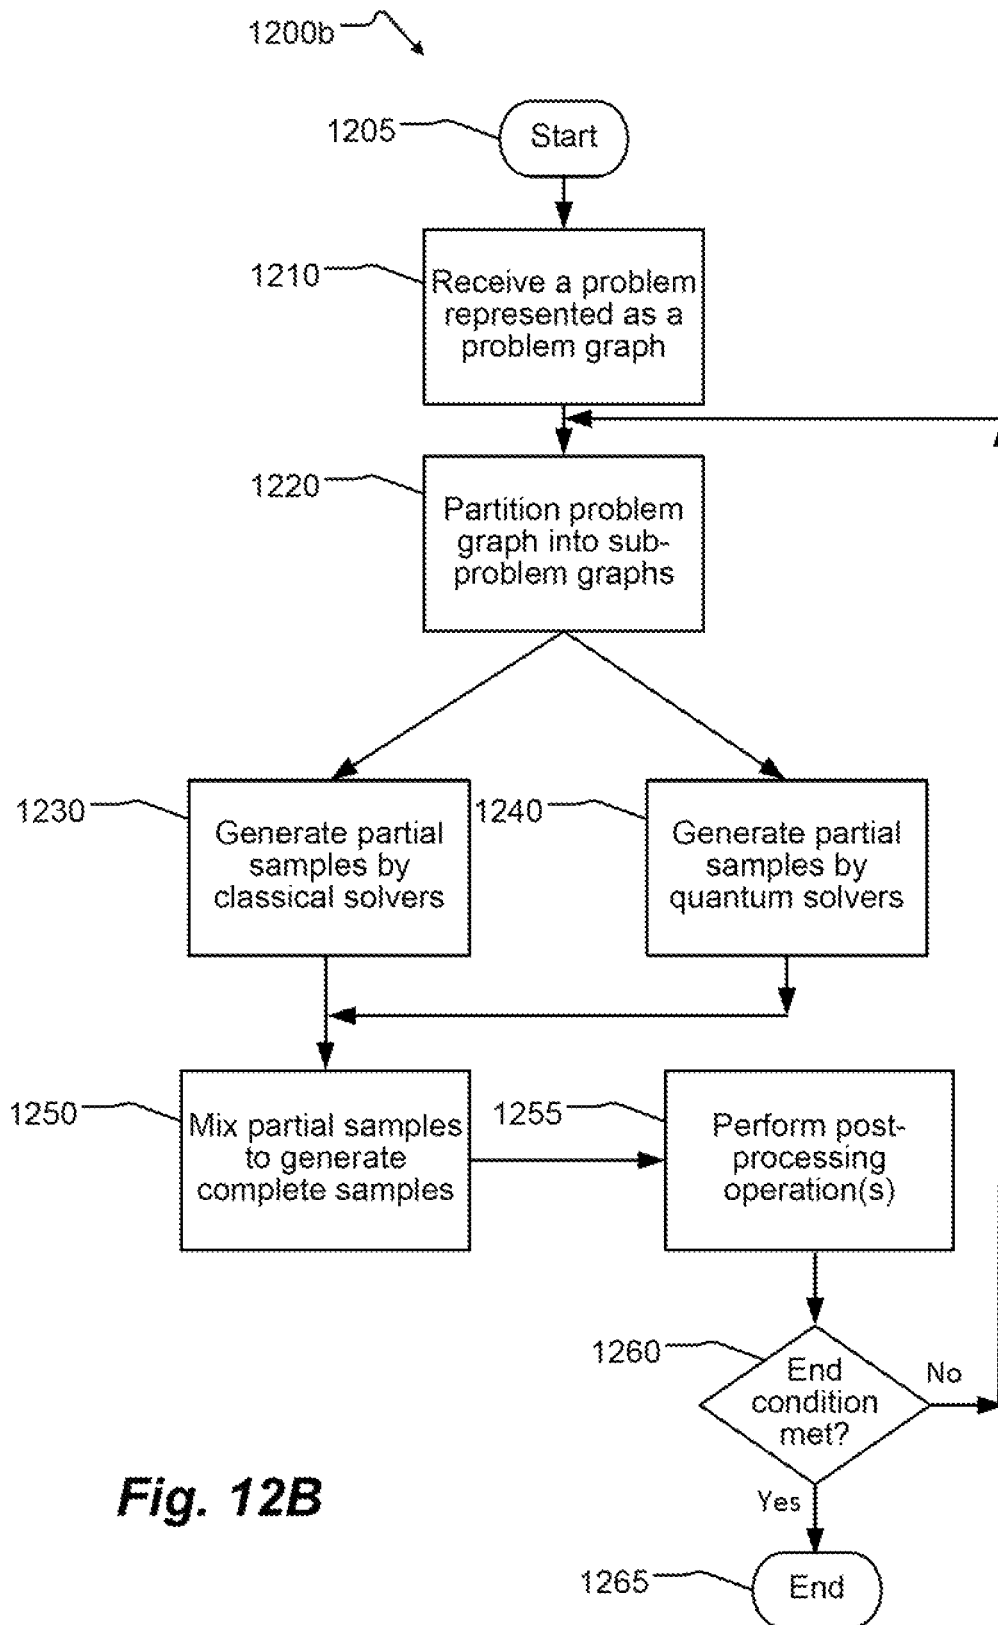 1200b
1205
Start
1210
Receive a problem
represented as a
problem graph
1220
Partition problem
graph into sub-
problem graphs
1230
Generate partial
samples by
classical solvers
1240
Generate partial
samples by
quantum solvers
1250
Mix partial samples
to generate
complete samples
1255
Perform post-
processing
operation(s)
1260
End
condition
met?
No
Yes
Fig. 12B
1265
End